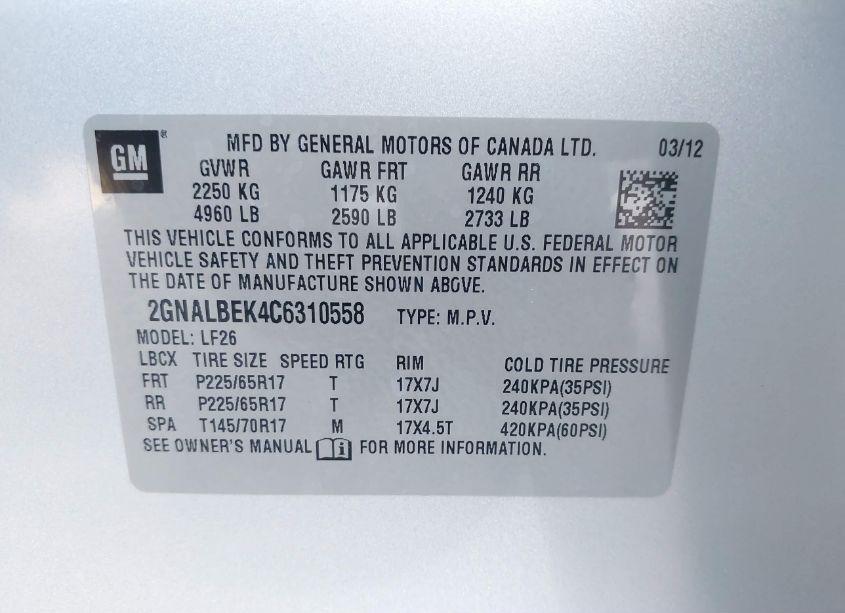 GM ®
MFD BY GENERAL MOTORS OF CANADA LTD. 03/12
GVWR GAWR FRT GAWR RR
2250 KG 1175 KG 1240 KG
4960 LB 2590 LB 2733 LB
THIS VEHICLE CONFORMS TO ALL APPLICABLE U.S. FEDERAL MOTOR
VEHICLE SAFETY AND THEFT PREVENTION STANDARDS IN EFFECT ON
THE DATE OF MANUFACTURE SHOWN ABOVE.
2GNALBEK4C6310558 TYPE: M.P.V.
MODEL: LF26
LBCX TIRE SIZE SPEED RTG RIM COLD TIRE PRESSURE
FRT P225/65R17 T 17X7J 240KPA(35PSI)
RR P225/65R17 T 17X7J 240KPA(35PSI)
SPA T145/70R17 M 17X4.5T 420KPA(60PSI)
SEE OWNER'S MANUAL i FOR MORE INFORMATION.